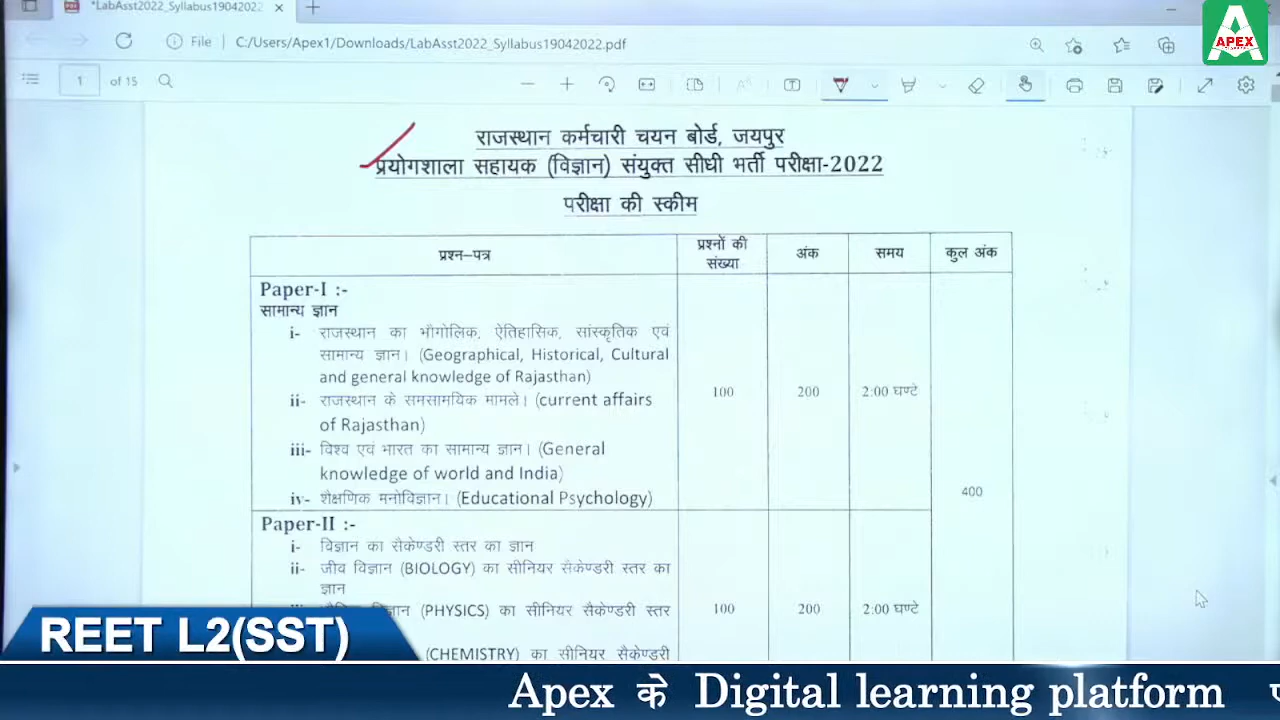 *LabAsst2022_Syllabus19042022
File C:/Users/Apex1/Downloads/LabAsst2022_Syllabus19042022.pdf
APEX
1 of 15
राजस्थान कर्मचारी चयन बोर्ड, जयपुर
प्रयोगशाला सहायक (विज्ञान) संयुक्त सीधी भर्ती परीक्षा-2022
परीक्षा की स्कीम
प्रश्न–पत्र प्रश्नों की संख्या अंक समय कुल अंक
Paper-I :-
सामान्य ज्ञान
i- राजस्थान का भौगोलिक, ऐतिहासिक, सांस्कृतिक एवं
सामान्य ज्ञान। (Geographical, Historical, Cultural
and general knowledge of Rajasthan)
100 200 2:00 घण्टे
ii- राजस्थान के समसामयिक मामले। (current affairs
of Rajasthan)
iii- विश्व एवं भारत का सामान्य ज्ञान। (General
knowledge of world and India)
400
iv- शैक्षणिक मनोविज्ञान। (Educational Psychology)
Paper-II :-
i- विज्ञान का सैकेण्डरी स्तर का ज्ञान
ii- जीव विज्ञान (BIOLOGY) का सीनियर सैकेण्डरी स्तर का
ज्ञान
(PHYSICS) का सीनियर सैकेण्डरी स्तर
100 200 2:00 घण्टे
(CHEMISTRY) का सीनियर सैकेण्डरी
REET L2(SST)
Apex के Digital learning platform